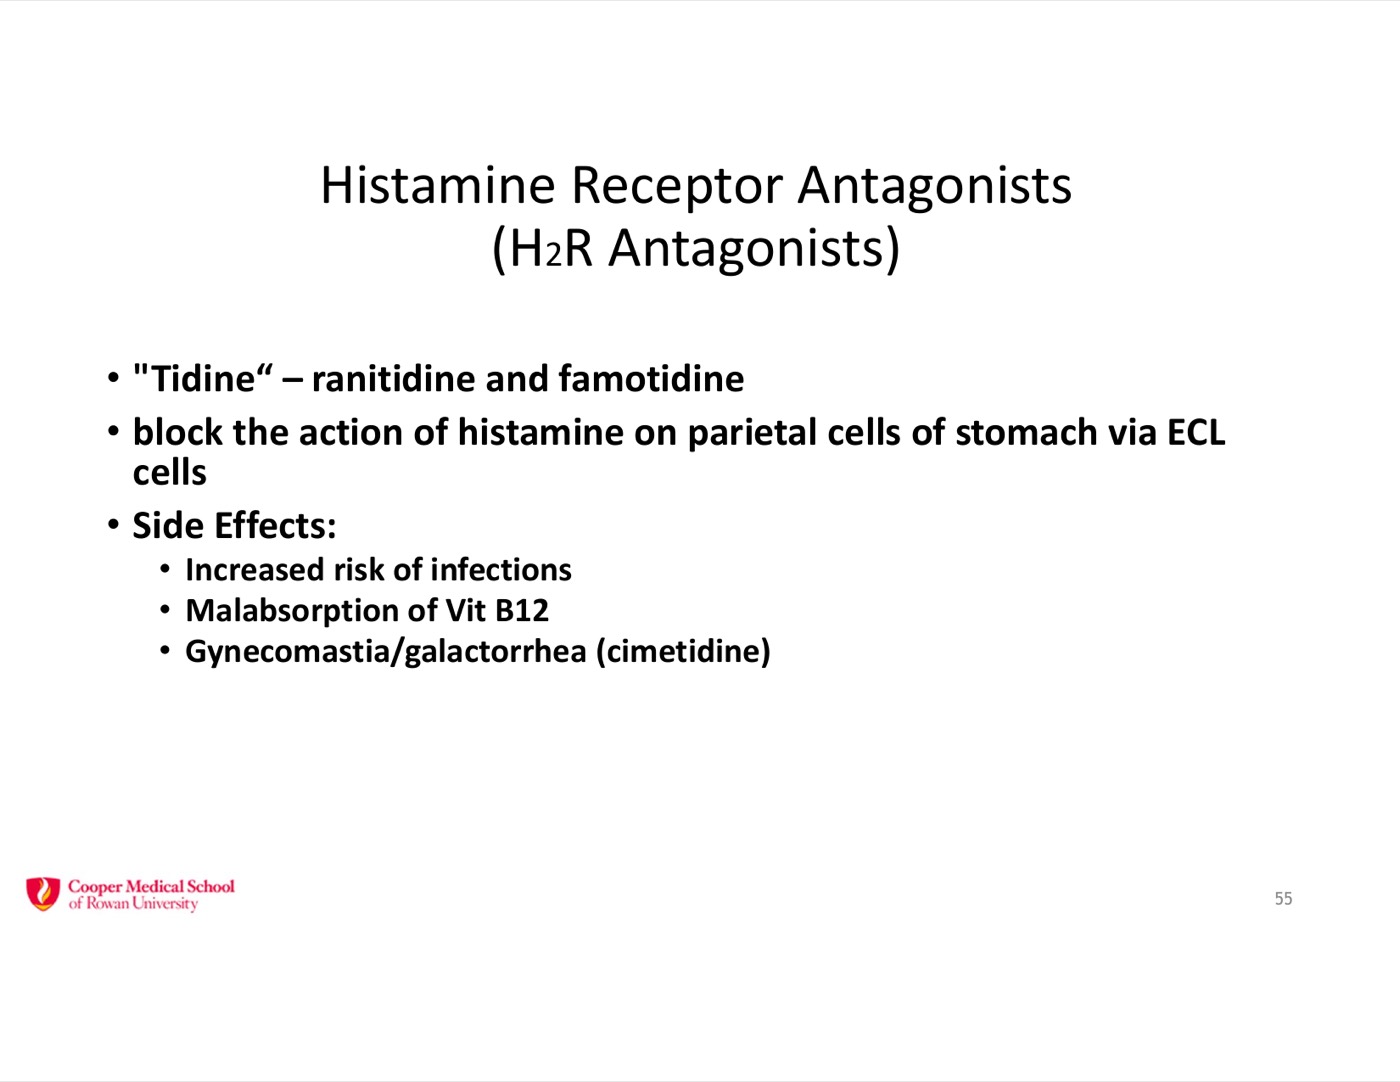 Histamine Receptor Antagonists
(H2R Antagonists)
• "Tidine“ – ranitidine and famotidine
• block the action of histamine on parietal cells of stomach via ECL
cells
• Side Effects:
• Increased risk of infections
• Malabsorption of Vit B12
• Gynecomastia/galactorrhea (cimetidine)
Cooper Medical School
of Rowan University
55